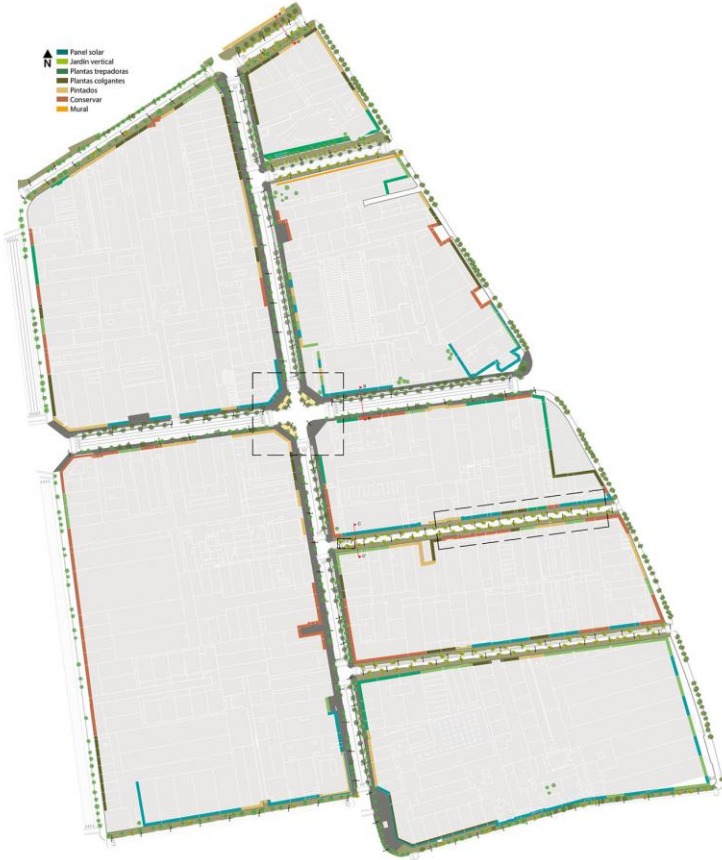 Panel solar
Jardín vertical
Plantas trepadoras
N
Plantas colgantes
Pintados
Conservar
Mural